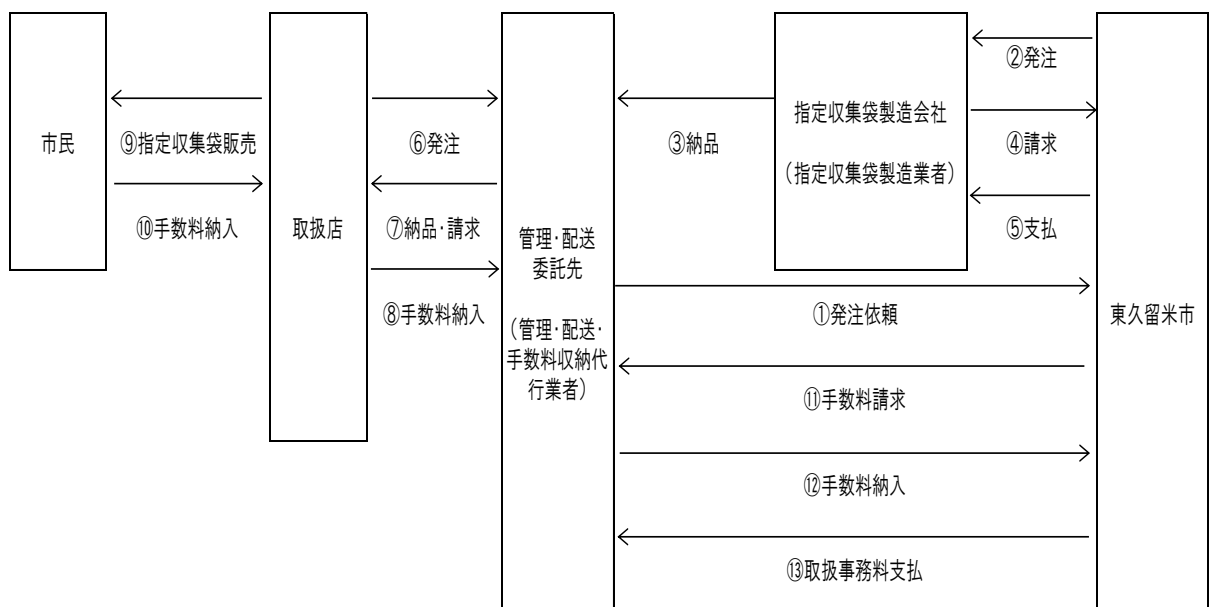 ②発注
指定収集袋製造会社
(指定収集袋製造業者)
市民
⑨指定収集袋販売
⑥発注
③納品
④請求
⑩手数料納入
取扱店
⑦納品・請求
管理・配送
委託先
⑤支払
⑧手数料納入
(管理・配送・
手数料収納代
行業者)
①発注依頼
東久留米市
⑪手数料請求
⑫手数料納入
⑬取扱事務料支払